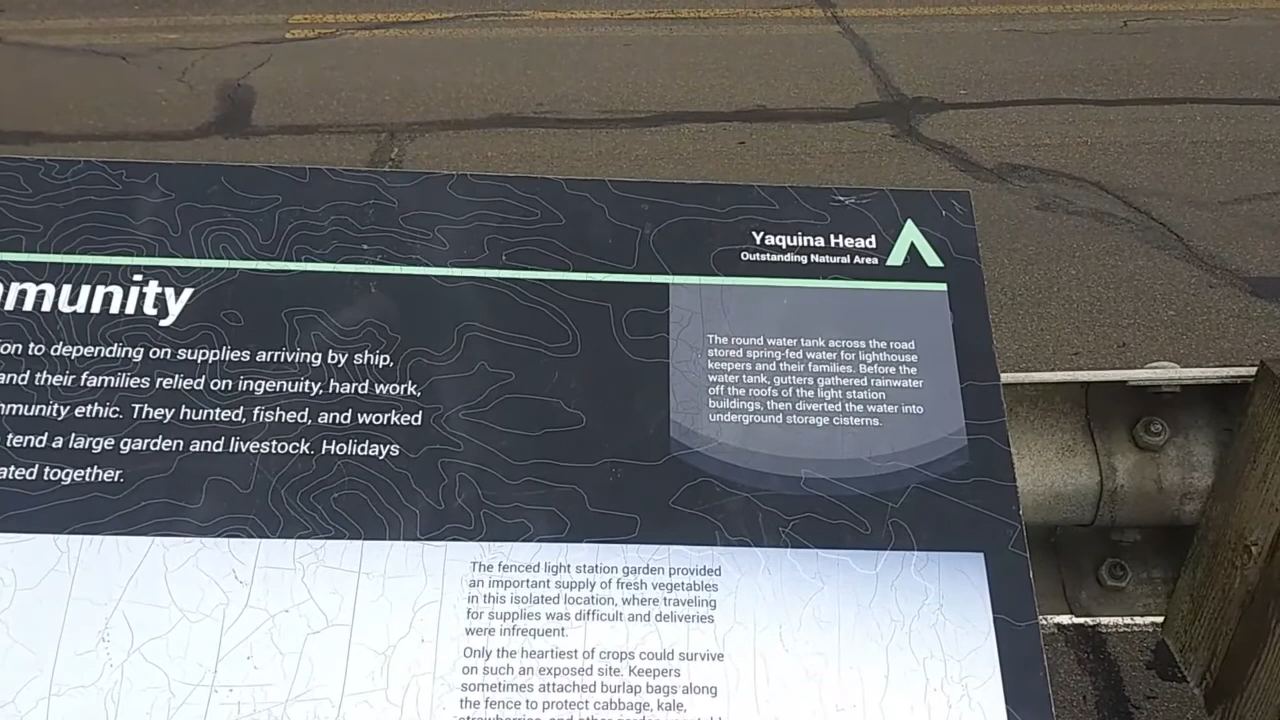 Yaquina Head
Outstanding Natural Area
munity
on to depending on supplies arriving by ship,
and their families relied on ingenuity, hard work,
mmunity ethic. They hunted, fished, and worked
tend a large garden and livestock. Holidays
ated together.
The round water tank across the road
stored spring-fed water for lighthouse
keepers and their families. Before the
water tank, gutters gathered rainwater
off the roofs of the light station
buildings, then diverted the water into
underground storage cisterns.
The fenced light station garden provided
an important supply of fresh vegetables
in this isolated location, where traveling
for supplies was difficult and deliveries
were infrequent.
Only the heartiest of crops could survive
on such an exposed site. Keepers
sometimes attached burlap bags along
the fence to protect cabbage, kale,
strawberries, and other garden